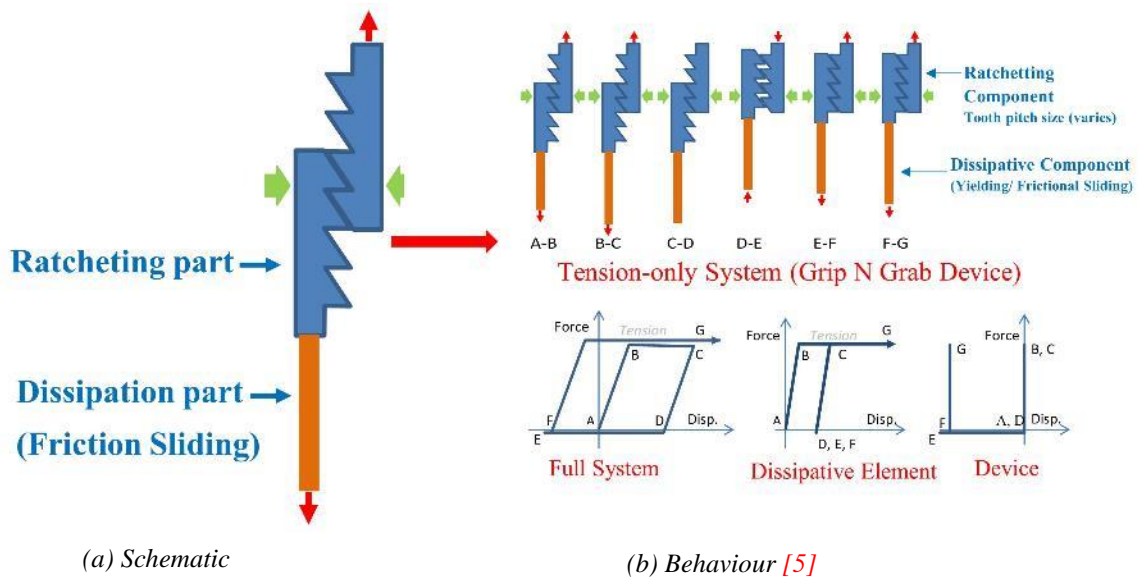 Ratcheting part
Dissipation part
(Friction Sliding)
(a) Schematic
Ratchetting
Component
Tooth pitch size (varies)
Dissipative Component
(Yielding/ Frictional Sliding)
A-B B-C C-D D-E E-F F-G
Tension-only System (Grip N Grab Device)
Force Tension G
B C
F A D Disp.
E
Full System
Force Tension G
B C
A Disp.
D, E, F
Dissipative Element
Force
G B, C
F A, D Disp.
E
Device
(b) Behaviour [5]